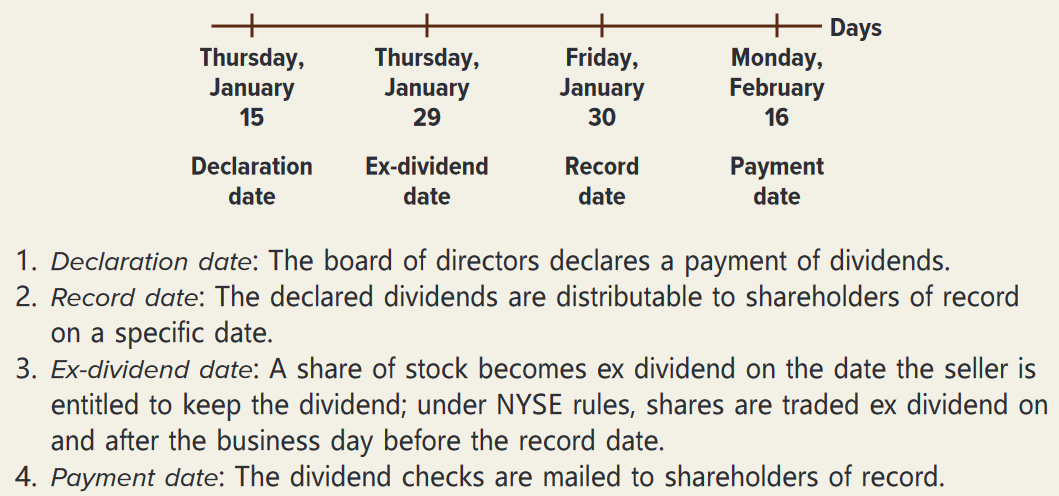 Days
Thursday, January 15
Thursday, January 29
Friday, January 30
Monday, February 16
Declaration date
Ex-dividend date
Record date
Payment date
1. Declaration date: The board of directors declares a payment of dividends.
2. Record date: The declared dividends are distributable to shareholders of record
on a specific date.
3. Ex-dividend date: A share of stock becomes ex dividend on the date the seller is
entitled to keep the dividend; under NYSE rules, shares are traded ex dividend on
and after the business day before the record date.
4. Payment date: The dividend checks are mailed to shareholders of record.